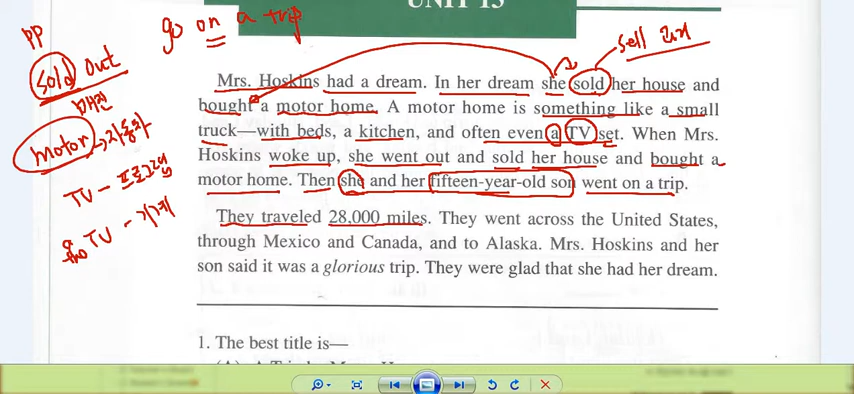 UNIT 13
go on a trip
pp
sold out
매진
motor → 자동차
TV - 프로그램
the TV - 기계
sell 과거
Mrs. Hoskins had a dream. In her dream she sold her house and
bought a motor home. A motor home is something like a small
truck—with beds, a kitchen, and often even a TV set. When Mrs.
Hoskins woke up, she went out and sold her house and bought a
motor home. Then she and her fifteen-year-old son went on a trip.
They traveled 28,000 miles. They went across the United States,
through Mexico and Canada, and to Alaska. Mrs. Hoskins and her
son said it was a glorious trip. They were glad that she had her dream.
1. The best title is—